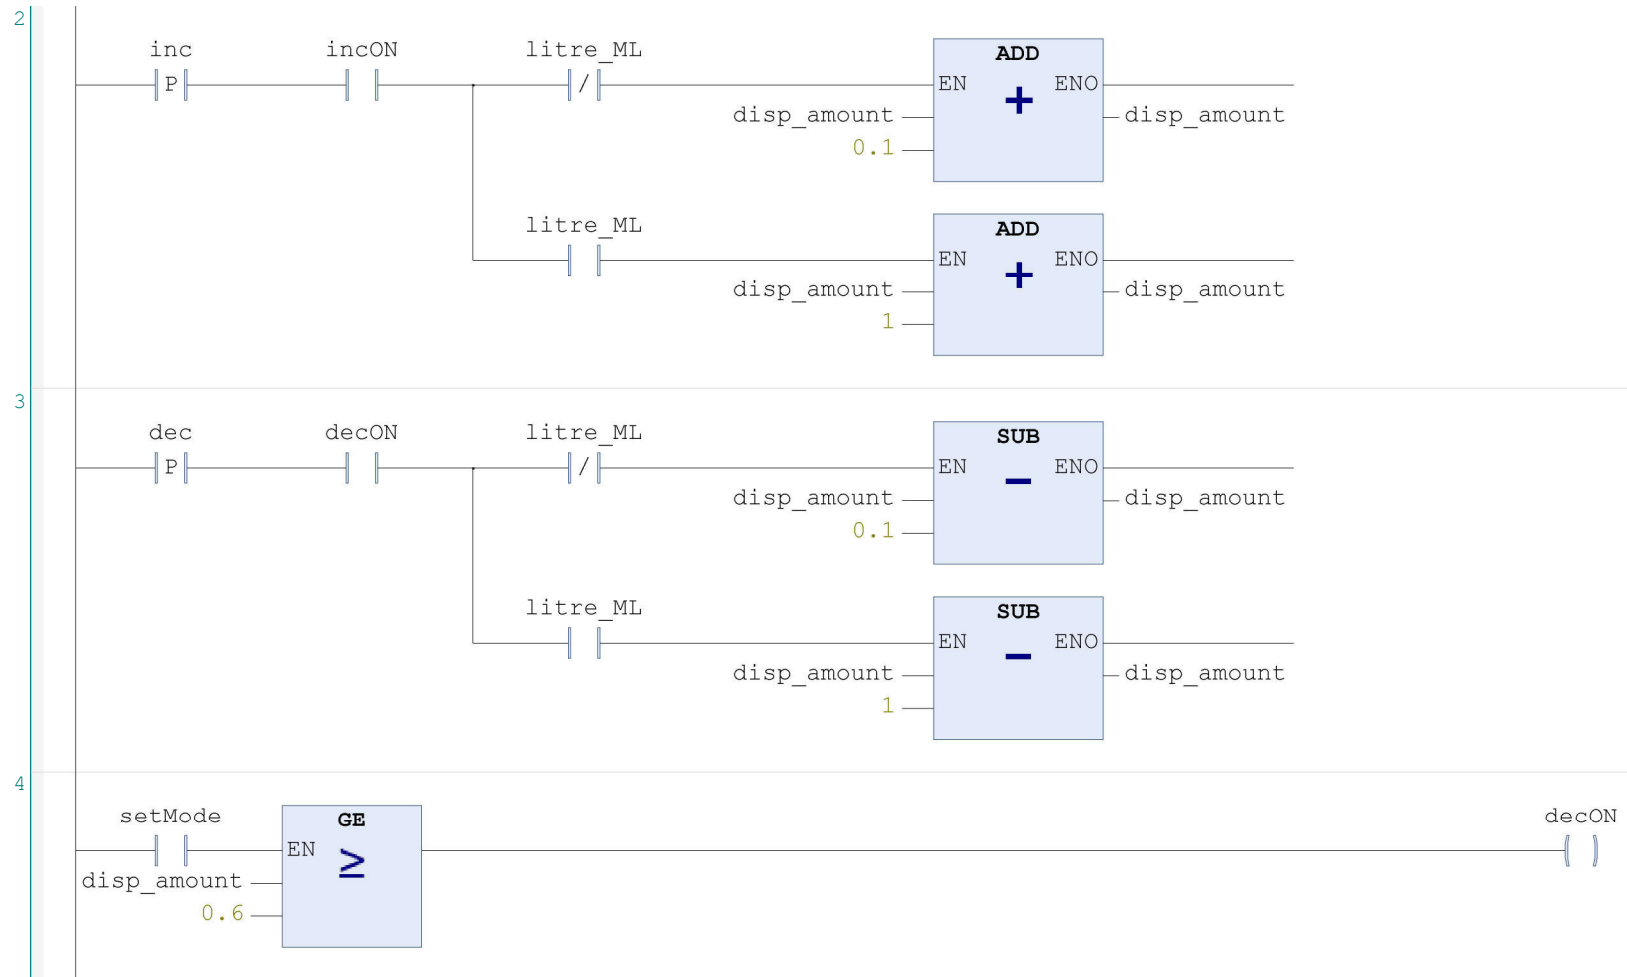 2
inc incON litre_ML ADD
P / EN ENO
+
disp_amount disp_amount
0.1
litre_ML ADD
EN ENO
+
disp_amount disp_amount
1
3
dec decON litre_ML SUB
P / EN ENO
-
disp_amount disp_amount
0.1
litre_ML SUB
EN ENO
-
disp_amount disp_amount
1
4
setMode GE decON
EN
≥
( )
disp_amount
0.6